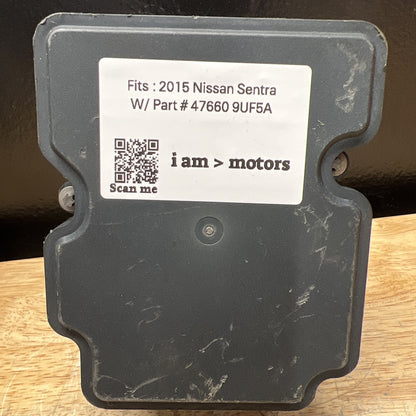 Fits : 2015 Nissan Sentra
W/ Part # 47660 9UF5A
i am > motors
Scan me